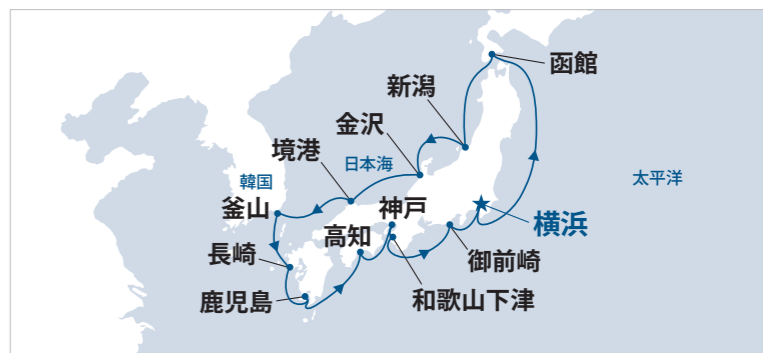 函館
新潟
金沢
境港
日本海
韓国
太平洋
釜山
神戸
横浜
高知
長崎
御前崎
鹿児島
和歌山下津